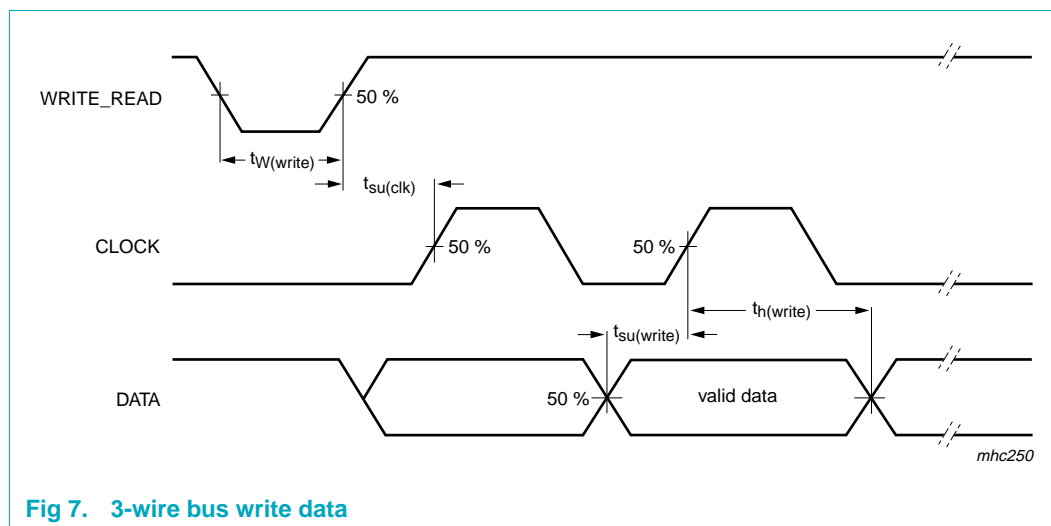 WRITE_READ
50 %
tW(write)
tsu(clk)
CLOCK
50 %
50 %
th(write)
tsu(write)
DATA
50 %
valid data
mhc250
Fig 7. 3-wire bus write data